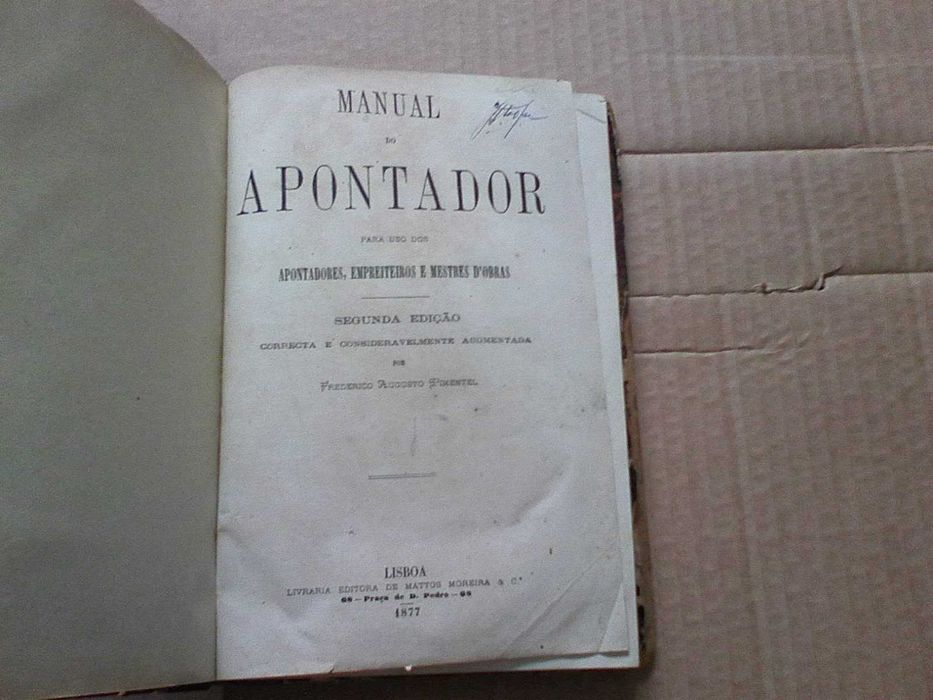 MANUAL
DO
APONTADOR
PARA USO DOS
APONTADORES, EMPREITEIROS E MESTRES D'OBRAS
SEGUNDA EDIÇÃO
CORRECTA E CONSIDERAVELMENTE AUGMENTADA
POR
FREDERICO AUGUSTO PIMENTEL
LISBOA
LIVRARIA EDITORA DE MATTOS MOREIRA & C.ª
68 — Praça de D. Pedro — 68
1877